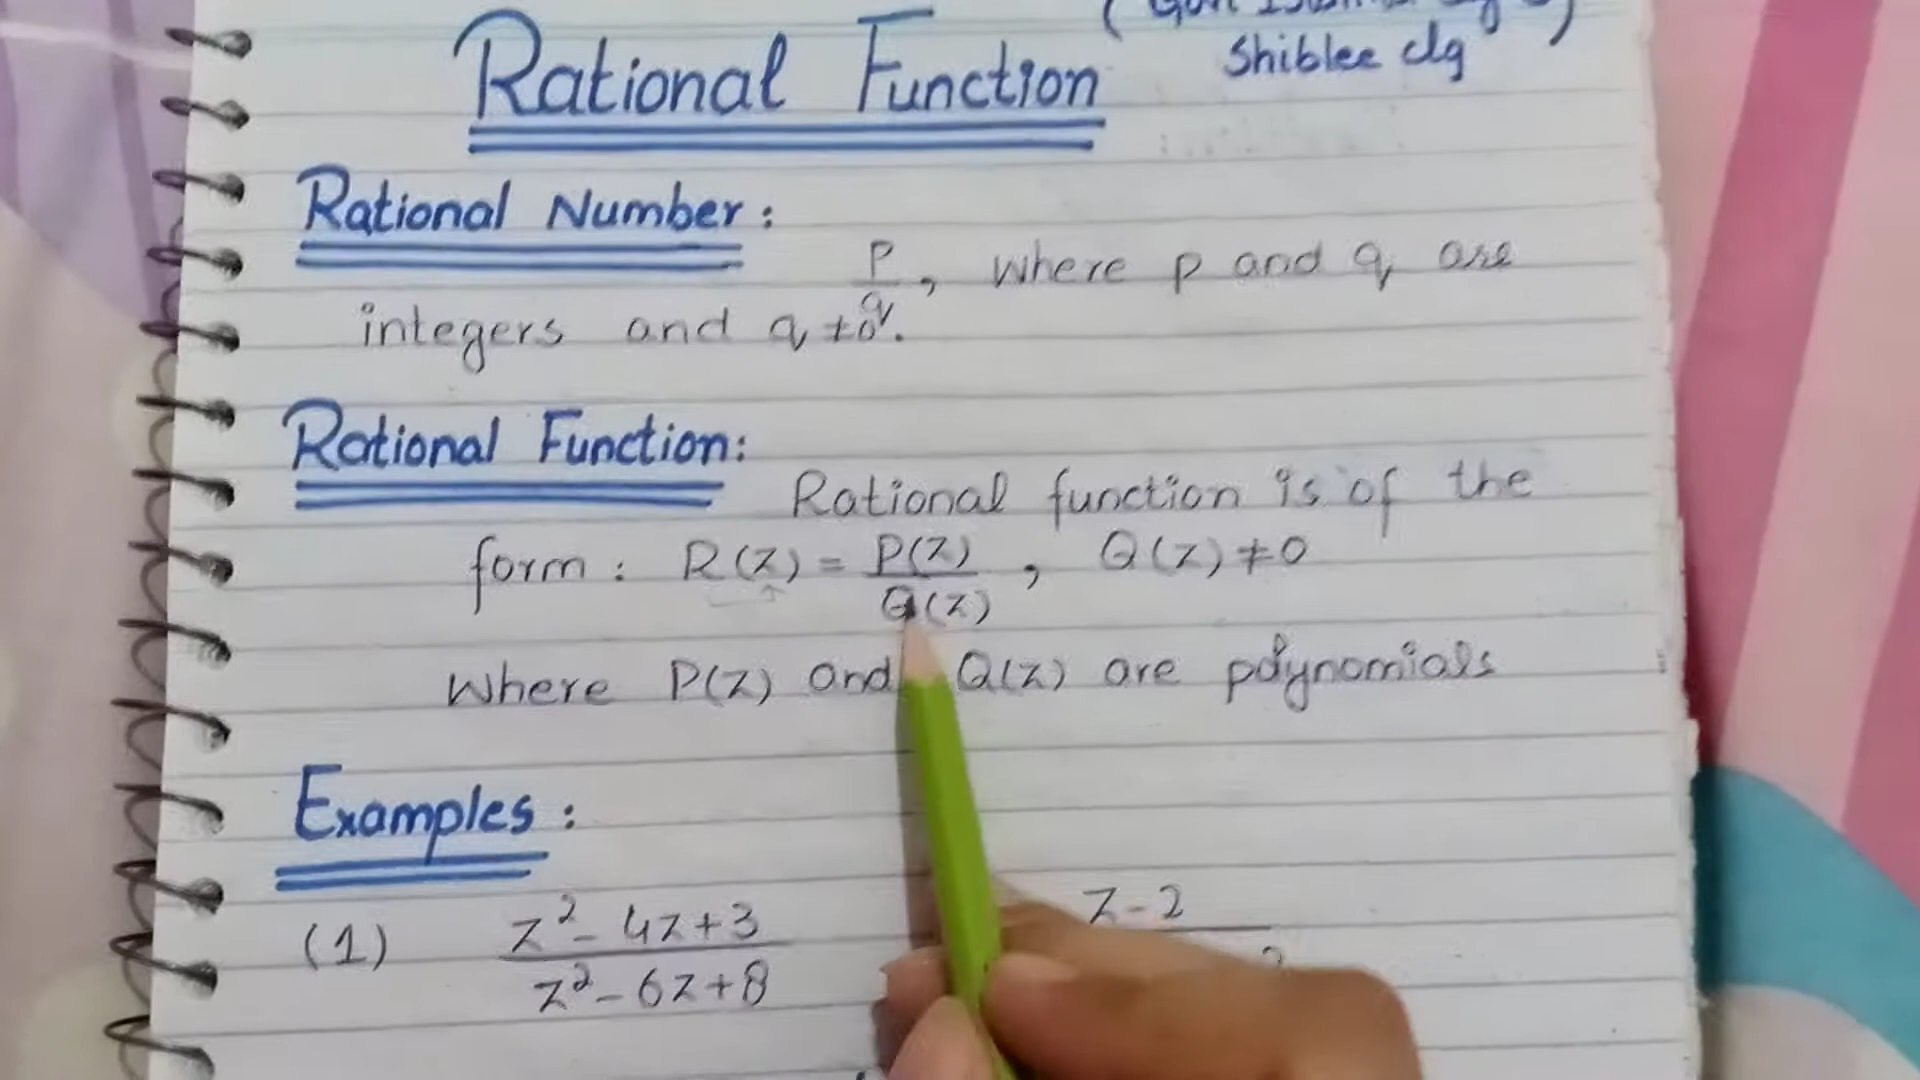 Rational Function
Shiblee clg
Rational Number:
p/q, where p and q are
integers and q ≠ 0.
Rational Function:
Rational function is of the
form: R(z) = P(z)/Q(z), Q(z) ≠ 0
Where P(z) and Q(z) are polynomials
Examples:
(1) z² - 4z + 3 / z² - 6z + 8
z - 2